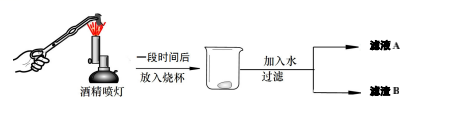 酒精喷灯
一段时间后
放入烧杯
加入水
过滤
滤液 A
滤渣 B